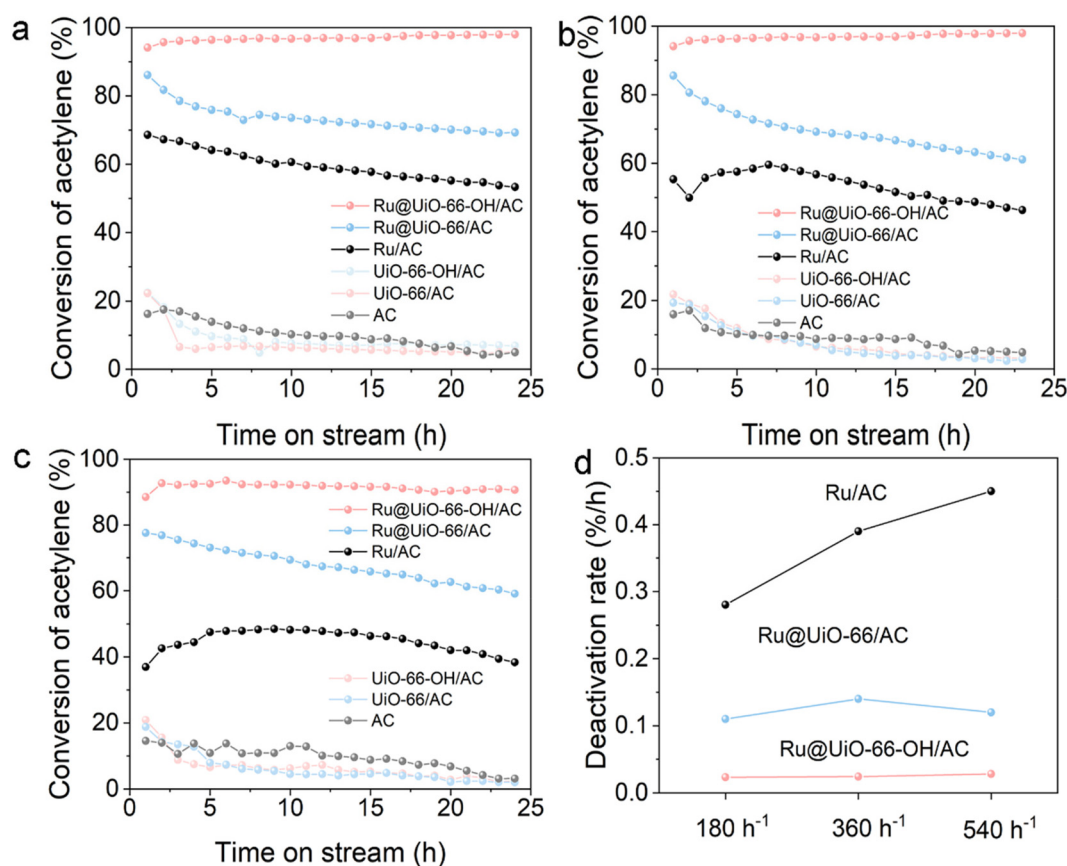 a
Conversion of acetylene (%)
100
80
60
40
20
0
Ru@UiO-66-OH/AC
Ru@UiO-66/AC
Ru/AC
UiO-66-OH/AC
UiO-66/AC
AC
0 5 10 15 20 25
Time on stream (h)
b
Conversion of acetylene (%)
100
80
60
40
20
0
Ru@UiO-66-OH/AC
Ru@UiO-66/AC
Ru/AC
UiO-66-OH/AC
UiO-66/AC
AC
0 5 10 15 20 25
Time on stream (h)
c
Conversion of acetylene (%)
100
80
60
40
20
0
Ru@UiO-66-OH/AC
Ru@UiO-66/AC
Ru/AC
UiO-66-OH/AC
UiO-66/AC
AC
0 5 10 15 20 25
Time on stream (h)
d
Deactivation rate (%/h)
0.5
0.4
0.3
0.2
0.1
0.0
Ru/AC
Ru@UiO-66/AC
Ru@UiO-66-OH/AC
180 h⁻¹ 360 h⁻¹ 540 h⁻¹